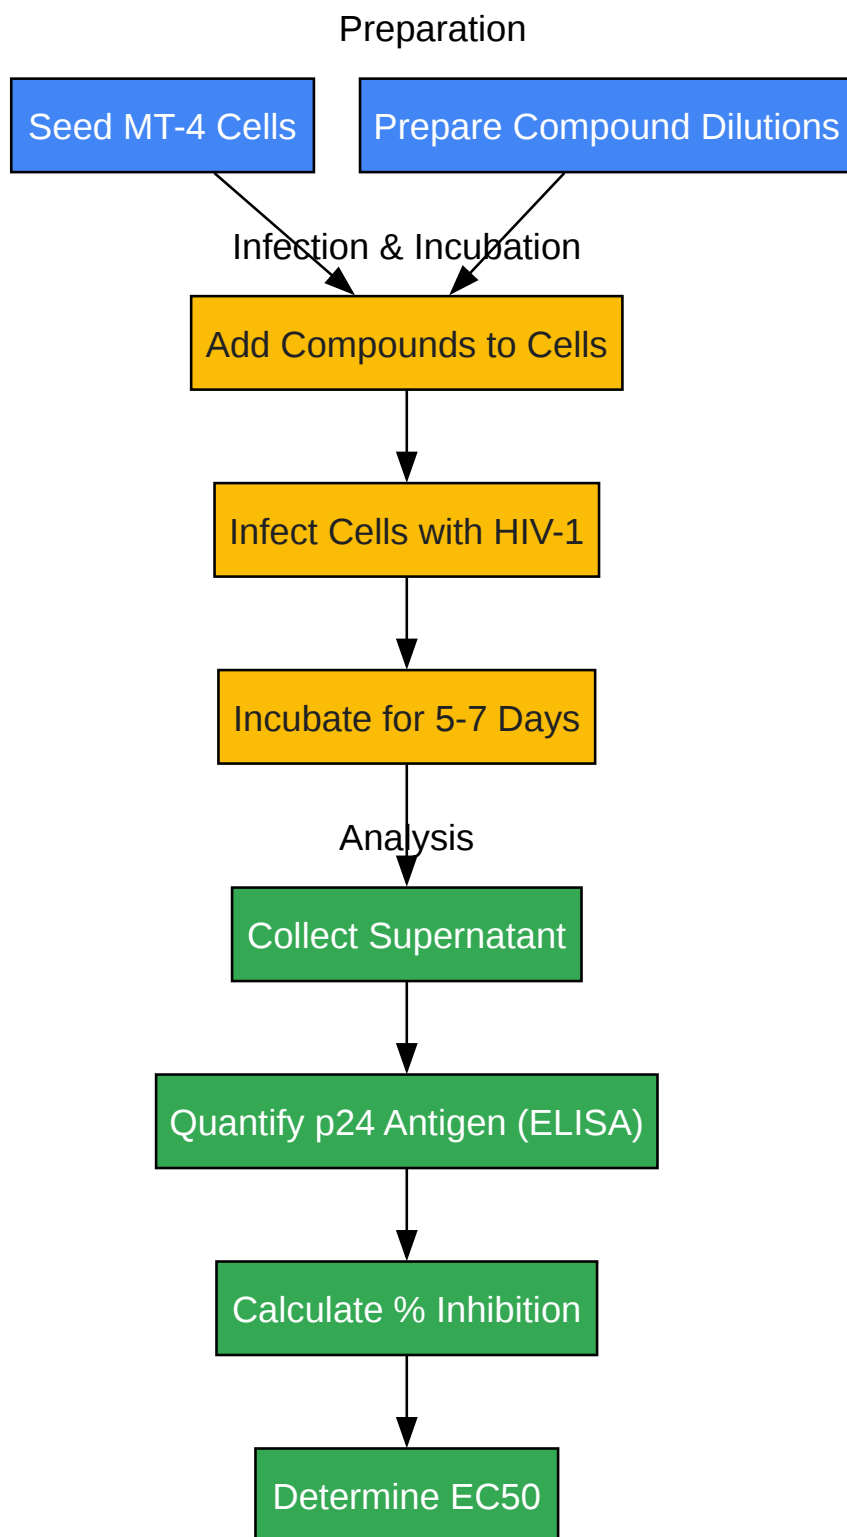 Preparation
Seed MT-4 Cells
Prepare Compound Dilutions
Infection & Incubation
Add Compounds to Cells
Infect Cells with HIV-1
Incubate for 5-7 Days
Analysis
Collect Supernatant
Quantify p24 Antigen (ELISA)
Calculate % Inhibition
Determine EC50